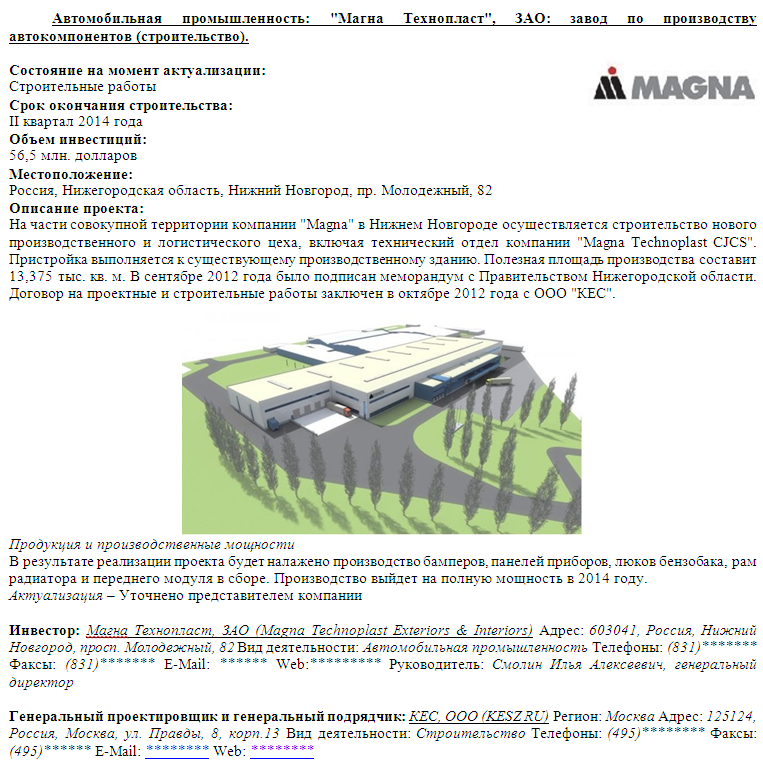 Автомобильная промышленность: "Магна Технопласт", ЗАО: завод по производству
автокомпонентов (строительство).
Состояние на момент актуализации:
Строительные работы
MAGNA
Срок окончания строительства:
II квартал 2014 года
Объем инвестиций:
56,5 млн. долларов
Местоположение:
Россия, Нижегородская область, Нижний Новгород, пр. Молодежный, 82
Описание проекта:
На части совокупной территории компании "Magna" в Нижнем Новгороде осуществляется строительство нового
производственного и логистического цеха, включая технический отдел компании "Magna Technoplast CJCS".
Пристройка выполняется к существующему производственному зданию. Полезная площадь производства составит
13,375 тыс. кв. м. В сентябре 2012 года было подписан меморандум с Правительством Нижегородской области.
Договор на проектные и строительные работы заключен в октябре 2012 года с ООО "КЕС".
Продукция и производственные мощности
В результате реализации проекта будет налажено производство бамперов, панелей приборов, люков бензобака, рам
радиатора и переднего модуля в сборе. Производство выйдет на полную мощность в 2014 году.
Актуализация – Уточнено представителем компании
Инвестор: Магна Технопласт, ЗАО (Magna Technoplast Exteriors & Interiors) Адрес: 603041, Россия, Нижний
Новгород, просп. Молодежный, 82 Вид деятельности: Автомобильная промышленность Телефоны: (831)*******
Факсы: (831)******* E-Mail: ****** Web:********* Руководитель: Смолин Илья Алексеевич, генеральный
директор
Генеральный проектировщик и генеральный подрядчик: КЕС, ООО (KESZ RU) Регион: Москва Адрес: 125124,
Россия, Москва, ул. Правды, 8, корп.13 Вид деятельности: Строительство Телефоны: (495)******** Факсы:
(495)****** E-Mail: ******** Web: ********